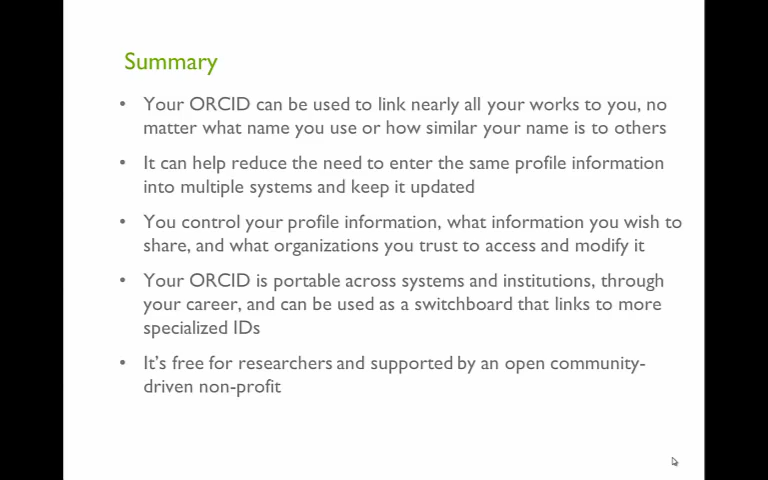 Summary
• Your ORCID can be used to link nearly all your works to you, no
matter what name you use or how similar your name is to others
• It can help reduce the need to enter the same profile information
into multiple systems and keep it updated
• You control your profile information, what information you wish to
share, and what organizations you trust to access and modify it
• Your ORCID is portable across systems and institutions, through
your career, and can be used as a switchboard that links to more
specialized IDs
• It's free for researchers and supported by an open community-
driven non-profit